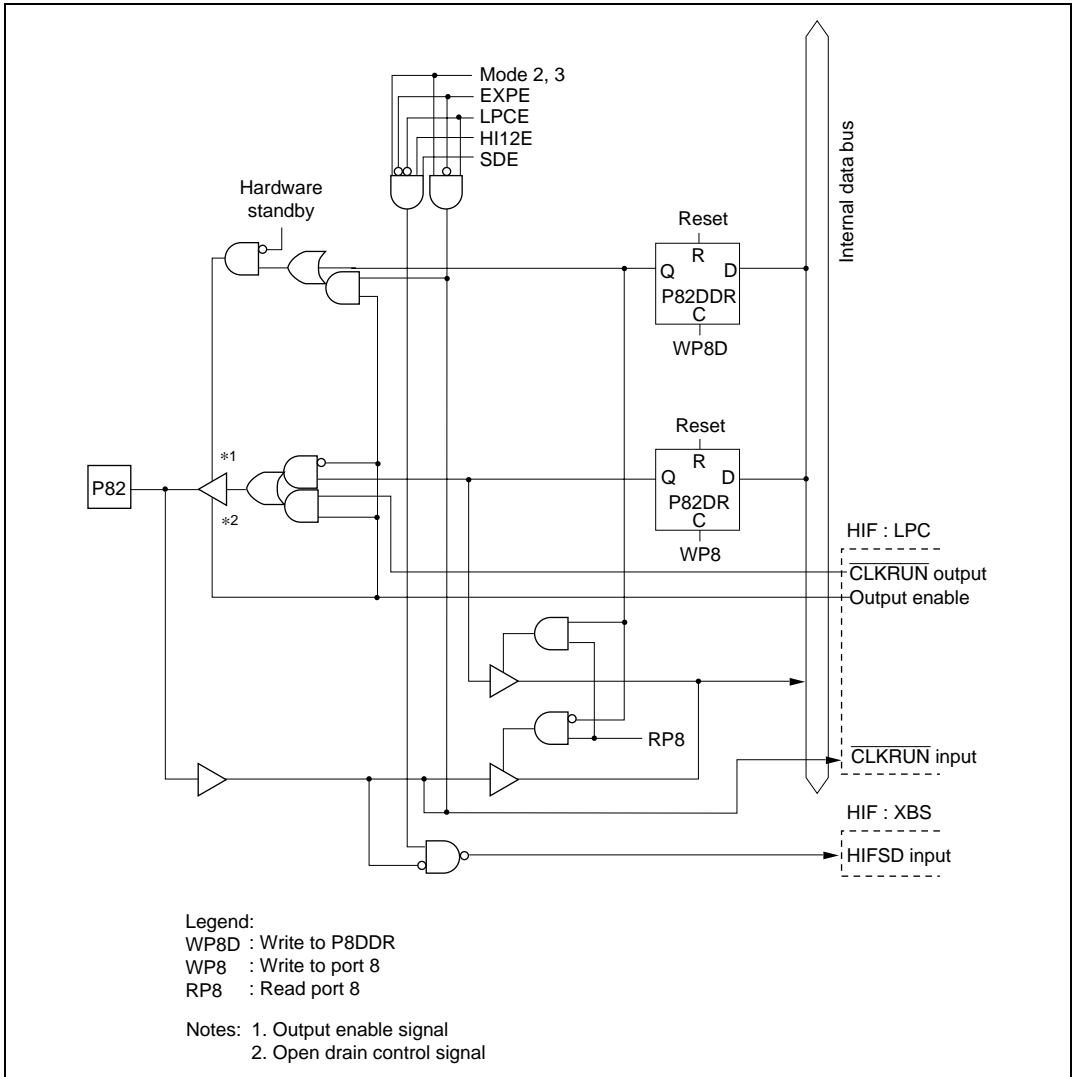 Mode 2, 3
EXPE
LPCE
HI12E
SDE
Hardware
standby
Internal data bus
Reset
R
Q D
P82DDR
C
WP8D
*1
P82
*2
Reset
R
Q D
P82DR
C
WP8
HIF : LPC
CLKRUN output
Output enable
RP8
CLKRUN input
HIF : XBS
HIFSD input
Legend:
WP8D : Write to P8DDR
WP8 : Write to port 8
RP8 : Read port 8
Notes: 1. Output enable signal
2. Open drain control signal